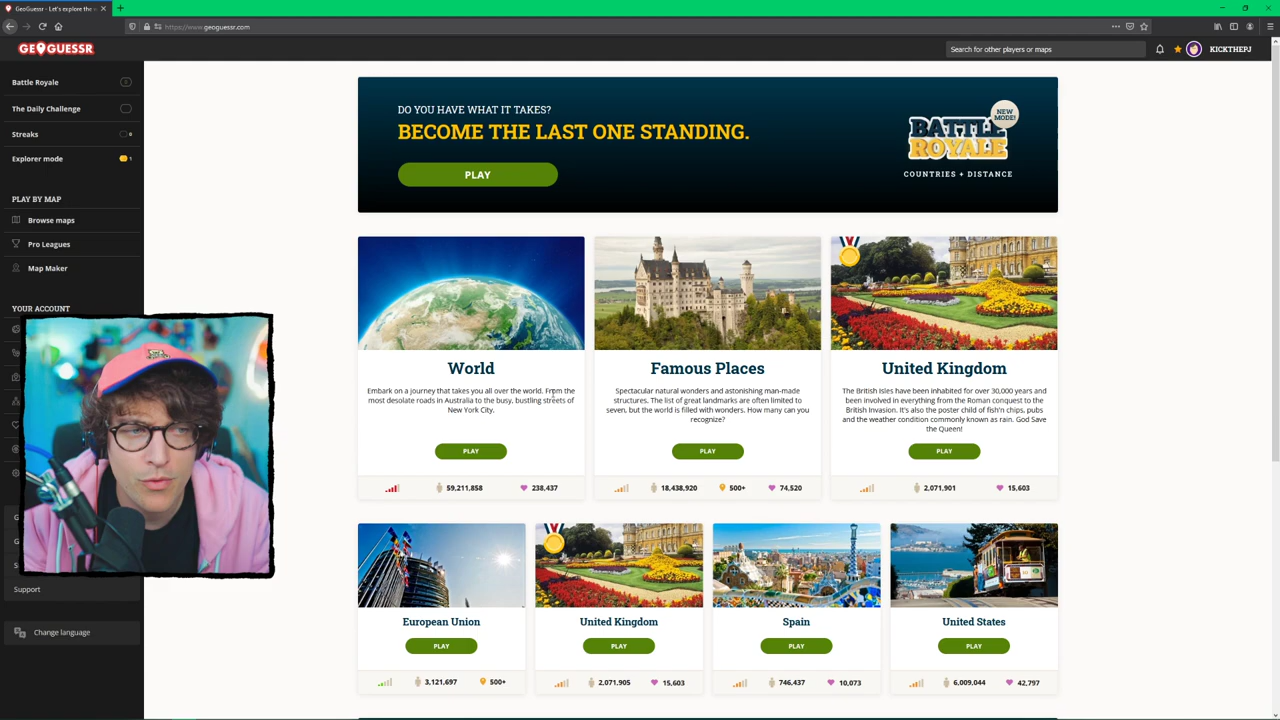 GeoGuessr - Let's explore the w
https://www.geoguessr.com
GEOGUESSR
Search for other players or maps
KICKTHEPJ
Battle Royale
The Daily Challenge
Streaks
0
Explorer mode
1
PLAY BY MAP
Browse maps
Pro Leagues
Map Maker
YOUR ACCOUNT
Support
Change language
DO YOU HAVE WHAT IT TAKES?
BECOME THE LAST ONE STANDING.
PLAY
NEW
MODE!
BATTLE
ROYALE
COUNTRIES + DISTANCE
World
Embark on a journey that takes you all over the world. From the
most desolate roads in Australia to the busy, bustling streets of
New York City.
PLAY
59,211,858
238,437
Famous Places
Spectacular natural wonders and astonishing man-made
structures. The list of great landmarks are often limited to
seven, but the world is filled with wonders. How many can you
recognize?
PLAY
18,438,920
500+
74,520
United Kingdom
The British Isles have been inhabited for over 30,000 years and
been involved in everything from the Roman conquest to the
British Invasion. It's also the poster child of fish'n chips, pubs
and the weather condition commonly known as rain. God Save
the Queen!
PLAY
2,071,901
15,603
European Union
PLAY
3,121,697
500+
United Kingdom
PLAY
2,071,905
15,603
Spain
PLAY
746,437
10,073
United States
PLAY
6,009,044
42,797